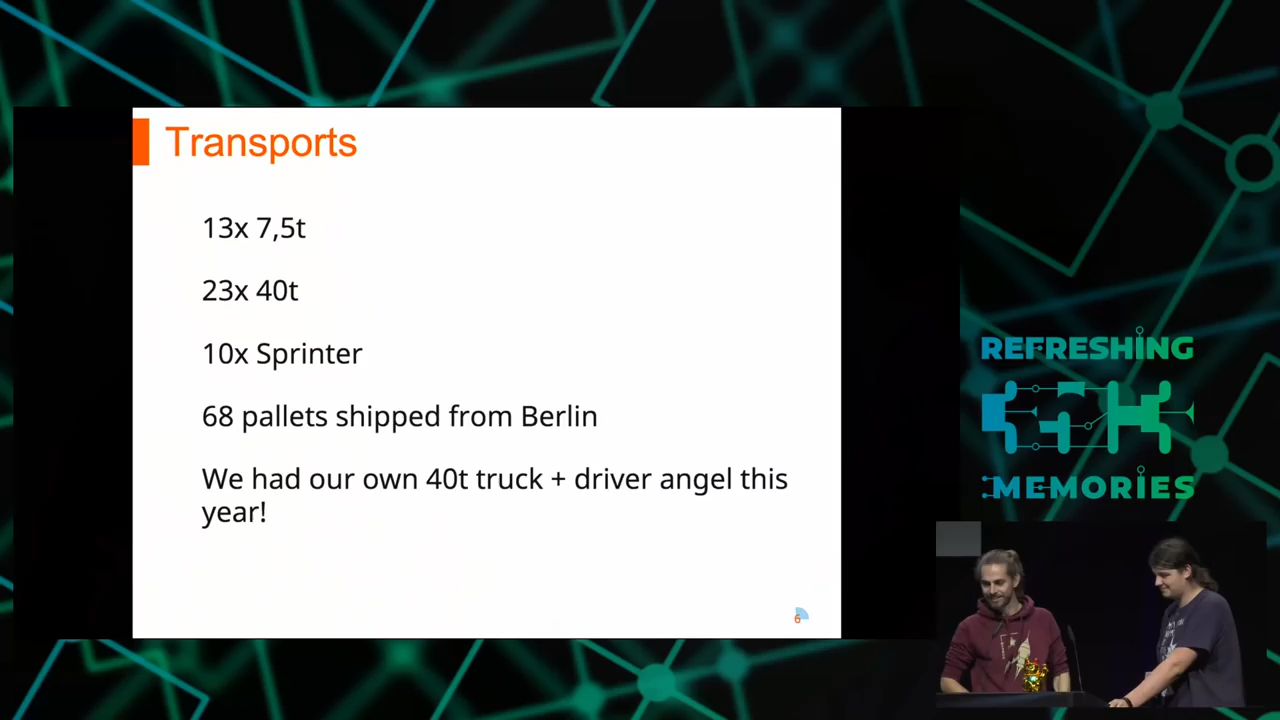 Transports
13x 7,5t
23x 40t
10x Sprinter
68 pallets shipped from Berlin
We had our own 40t truck + driver angel this
year!
6
REFRESHING
MEMORIES